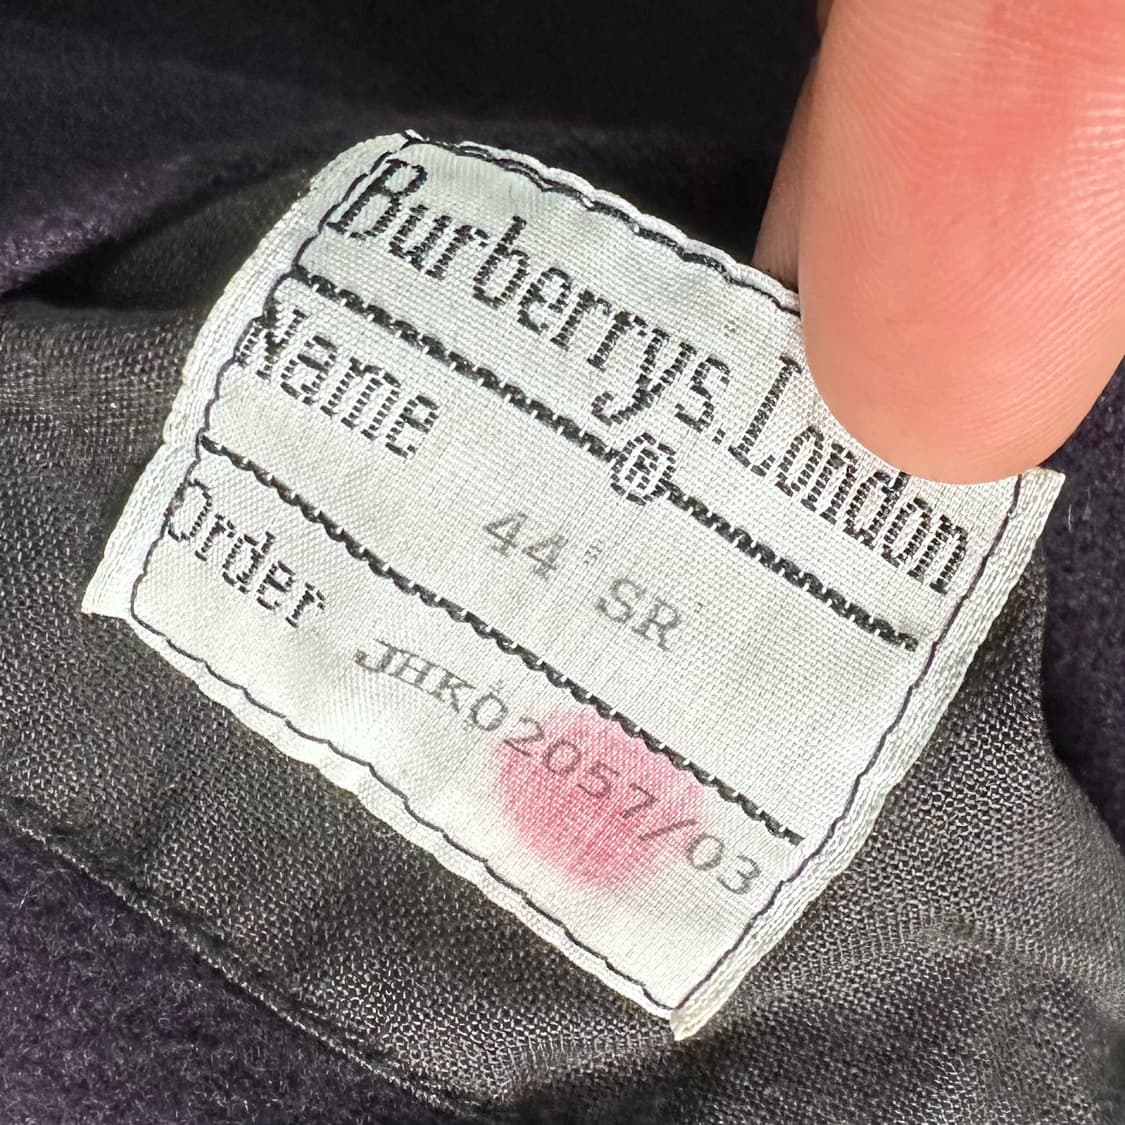 Burberrys. London
Name
44 SR
Order
JHK02057/03